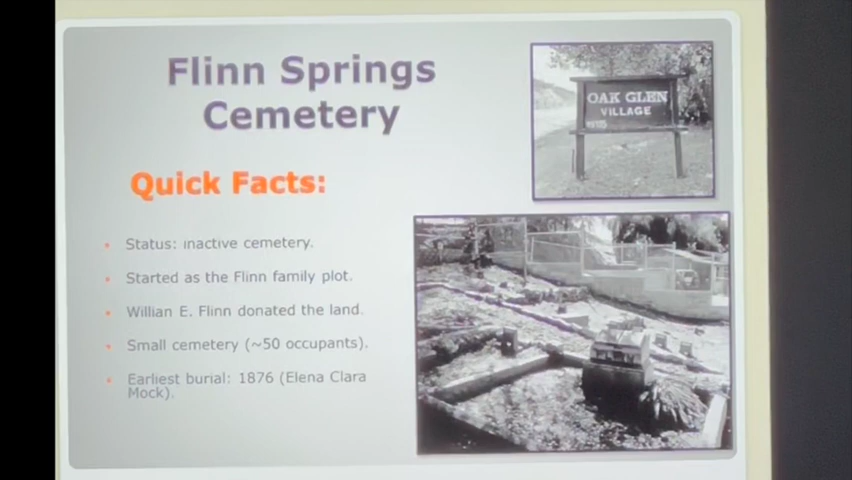 Flinn Springs
Cemetery
Quick Facts:
Status: inactive cemetery.
Started as the Flinn family plot.
Willian E. Flinn donated the land.
Small cemetery (~50 occupants).
Earliest burial: 1876 (Elena Clara
Mock).
OAK GLEN
VILLAGE